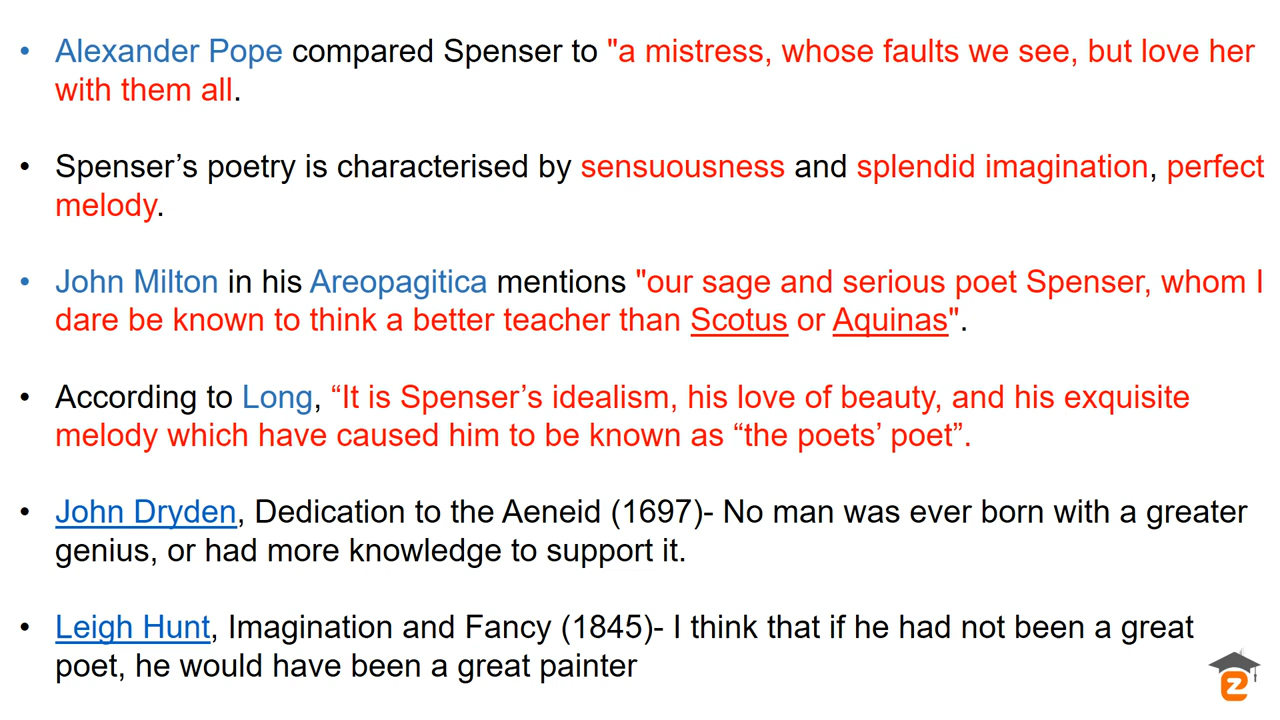 • Alexander Pope compared Spenser to "a mistress, whose faults we see, but love her
with them all.
• Spenser’s poetry is characterised by sensuousness and splendid imagination, perfect
melody.
• John Milton in his Areopagitica mentions "our sage and serious poet Spenser, whom I
dare be known to think a better teacher than Scotus or Aquinas".
• According to Long, “It is Spenser’s idealism, his love of beauty, and his exquisite
melody which have caused him to be known as “the poets’ poet”.
• John Dryden, Dedication to the Aeneid (1697)- No man was ever born with a greater
genius, or had more knowledge to support it.
• Leigh Hunt, Imagination and Fancy (1845)- I think that if he had not been a great
poet, he would have been a great painter
z